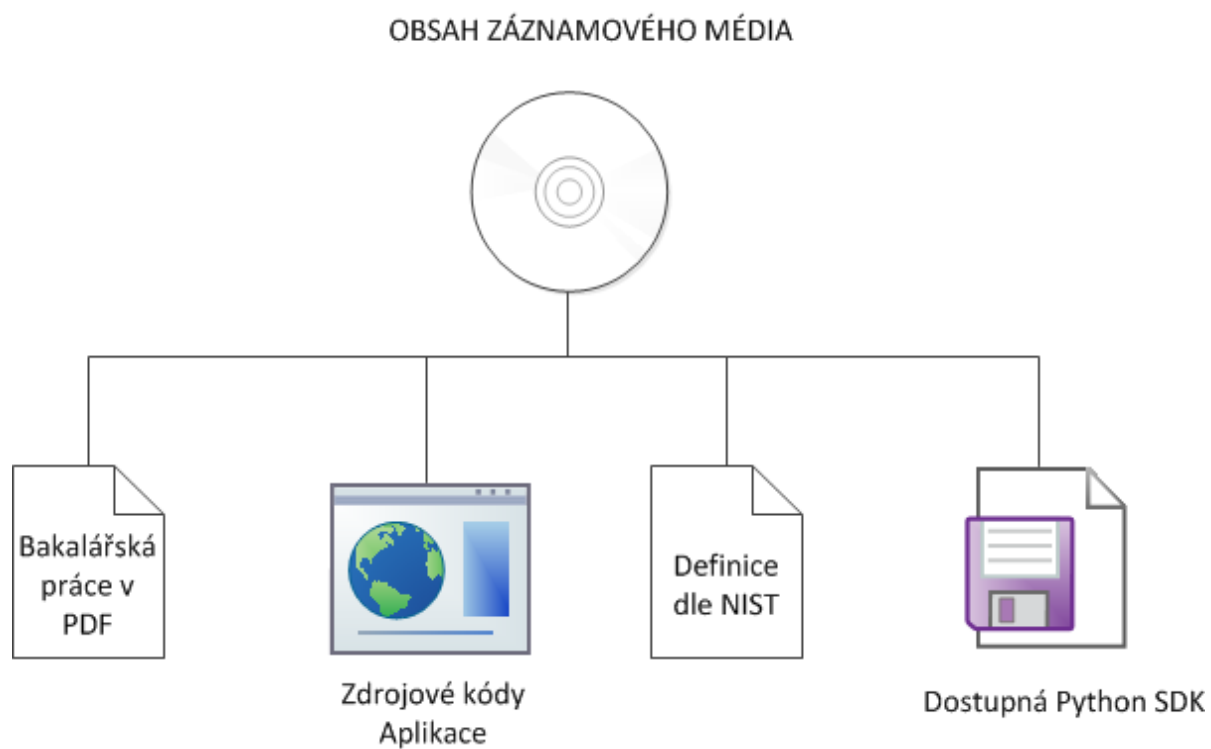 OBSAH ZÁZNAMOVÉHO MÉDIA
Bakalářská
práce v
PDF
Zdrojové kódy
Aplikace
Definice
dle NIST
Dostupná Python SDK